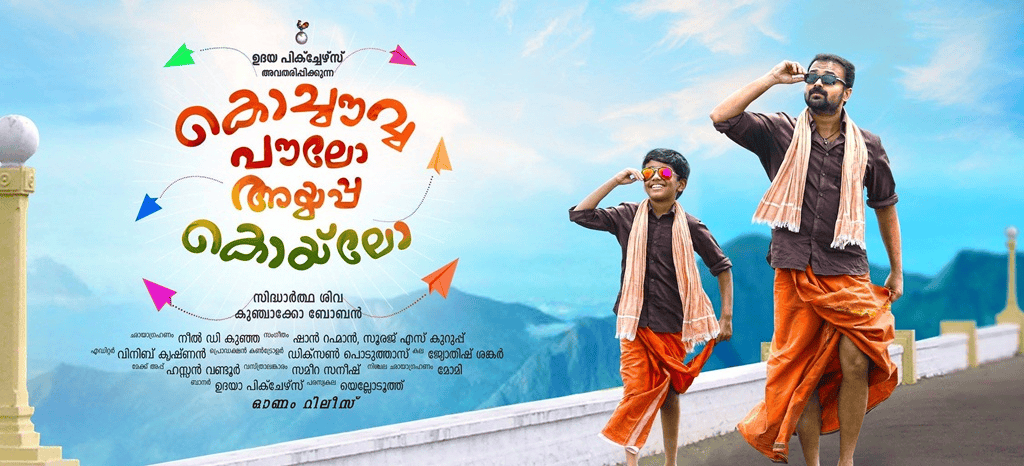 ഉദയ പിക്ച്ചേഴ്സ്
അവതരിപ്പിക്കുന്ന
കൊച്ചവ്വ
പൗലോ
അയ്യപ്പ
കൊയ്‌ലോ
സിദ്ധാർത്ഥ ശിവ
കുഞ്ചാക്കോ ബോബൻ
ഛായാഗ്രഹണം നീൽ ഡി കുഞ്ഞ സംഗീതം ഷാൻ റഹ്മാൻ, സൂരജ് എസ് കുറുപ്പ്
എഡിറ്റർ വിനിബ് കൃഷ്ണൻ പ്രൊഡക്ഷൻ കൺട്രോളർ ഡിക്സൺ പൊടുത്താസ് കല ജ്യോതിഷ് ശങ്കർ
മേക്ക് അപ്പ് ഹസ്സൻ വണ്ടൂർ വസ്ത്രാലങ്കാരം സമീറ സനീഷ് നിശ്ചല ഛായാഗ്രഹണം മോമി
ബാനർ ഉദയാ പിക്ചേഴ്സ് പരസ്യകല യെല്ലോടൂത്ത്
ഓണം റിലീസ്